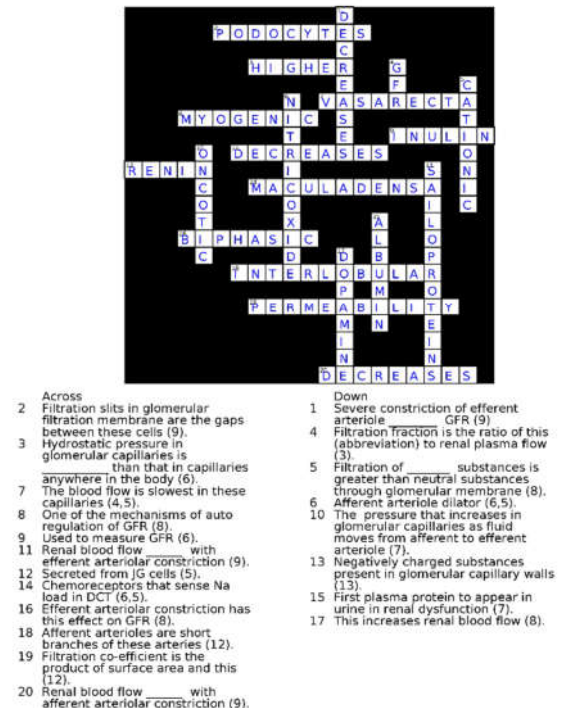 PODOCYTES
HIGHER
VASARECTA
MYOGENIC
INULIN
DECREASES
RENIN
MACULADENSA
BIPHASIC
INTERLOBULAR
PERMEABILITY
DECREASES
DECREASES
GFR
CATIONIC
NITRICOXIDE
ONCOTIC
SAILOPROTEINS
ALBUMIN
DOPAMINE
Across
2 Filtration slits in glomerular
filtration membrane are the gaps
between these cells (9).
3 Hydrostatic pressure in
glomerular capillaries is
__________ than that in capillaries
anywhere in the body (6).
7 The blood flow is slowest in these
capillaries (4,5).
8 One of the mechanisms of auto
regulation of GFR (8).
9 Used to measure GFR (6).
11 Renal blood flow ______ with
efferent arteriolar constriction (9).
12 Secreted from JG cells (5).
14 Chemoreceptors that sense Na
load in DCT (6,5).
16 Efferent arteriolar constriction has
this effect on GFR (8).
18 Afferent arterioles are short
branches of these arteries (12).
19 Filtration co-efficient is the
product of surface area and this
(12).
20 Renal blood flow ______ with
afferent arteriolar constriction (9).
Down
1 Severe constriction of efferent
arteriole ________ GFR (9)
4 Filtration fraction is the ratio of this
(abbreviation) to renal plasma flow
(3).
5 Filtration of _______ substances is
greater than neutral substances
through glomerular membrane (8).
6 Afferent arteriole dilator (6,5).
10 The pressure that increases in
glomerular capillaries as fluid
moves from afferent to efferent
arteriole (7).
13 Negatively charged substances
present in glomerular capillary walls
(13).
15 First plasma protein to appear in
urine in renal dysfunction (7).
17 This increases renal blood flow (8).